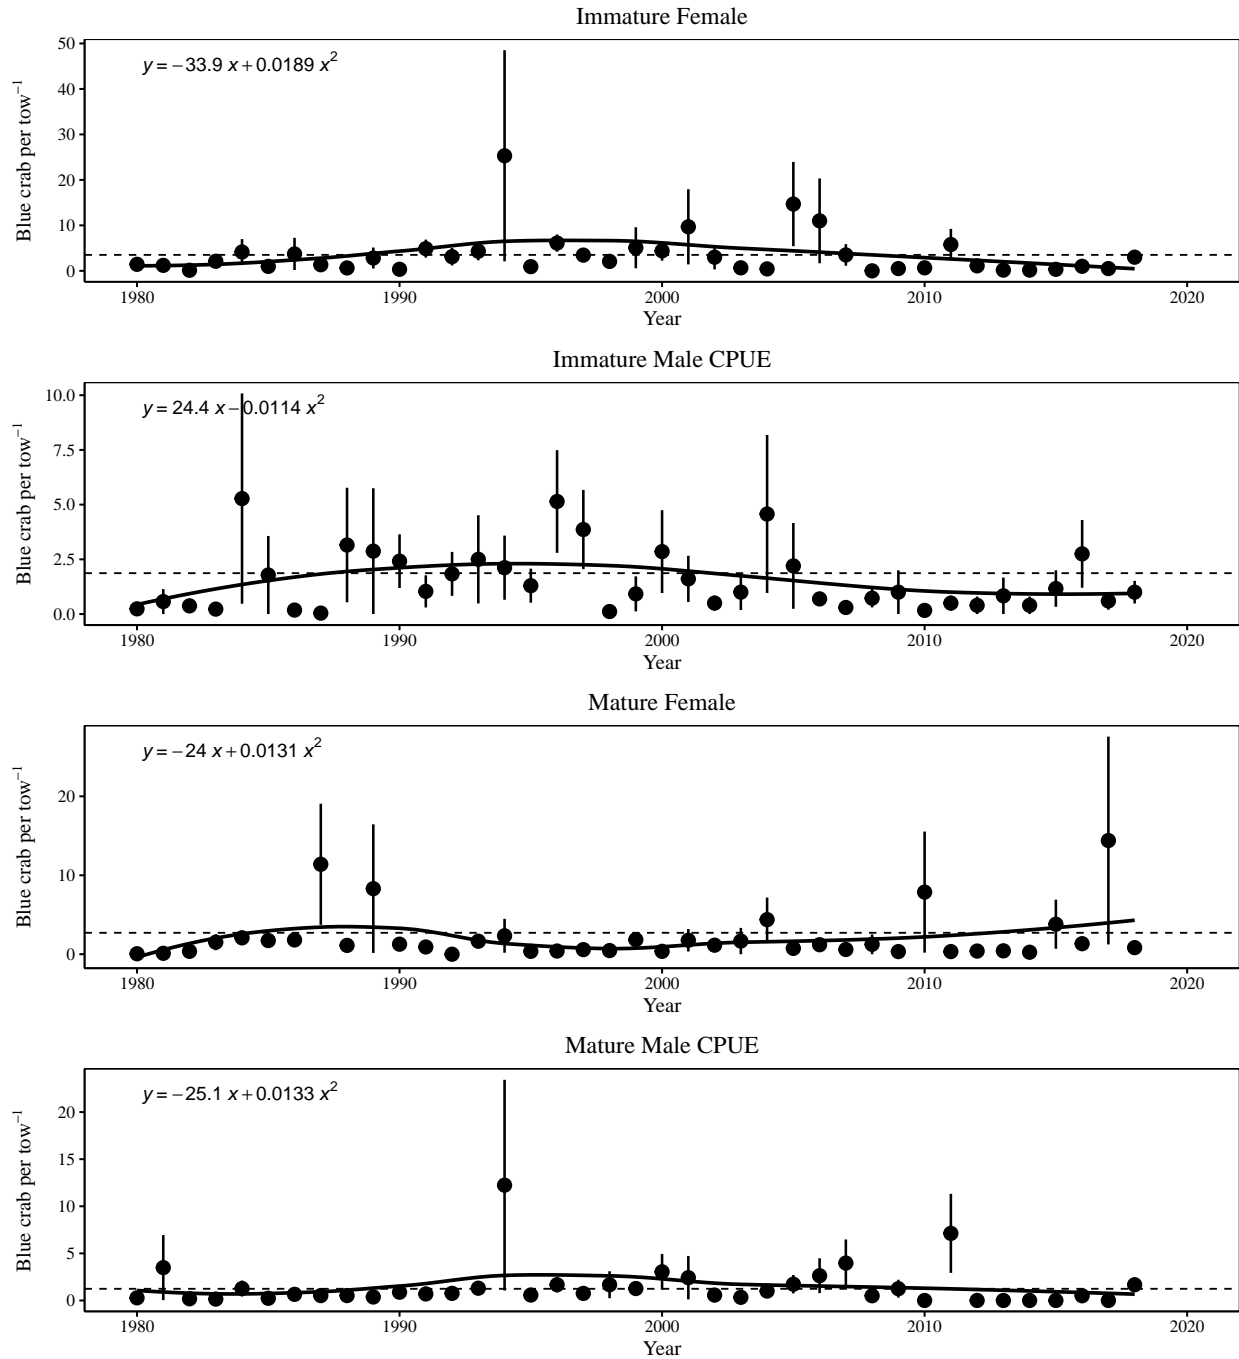 Immature Female
y = −33.9 x + 0.0189 x²
Blue crab per tow⁻¹
50
40
30
20
10
0
1980 1990 2000 2010 2020
Year
Immature Male CPUE
y = 24.4 x − 0.0114 x²
Blue crab per tow⁻¹
10.0
7.5
5.0
2.5
0.0
1980 1990 2000 2010 2020
Year
Mature Female
y = −24 x + 0.0131 x²
Blue crab per tow⁻¹
20
10
0
1980 1990 2000 2010 2020
Year
Mature Male CPUE
y = −25.1 x + 0.0133 x²
Blue crab per tow⁻¹
20
15
10
5
0
1980 1990 2000 2010 2020
Year